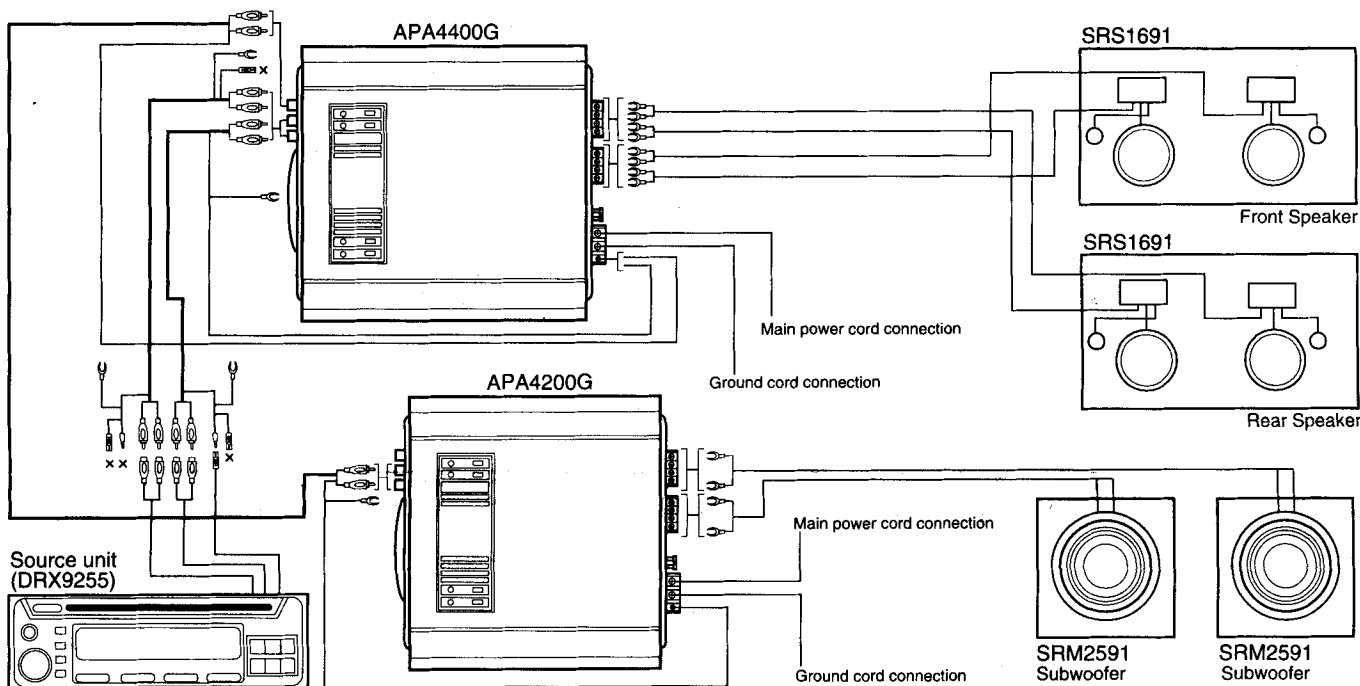 APA4400G
SRS1691
Front Speaker
SRS1691
Rear Speaker
Main power cord connection
Ground cord connection
APA4200G
Main power cord connection
Ground cord connection
Source unit
(DRX9255)
SRM2591
Subwoofer
SRM2591
Subwoofer